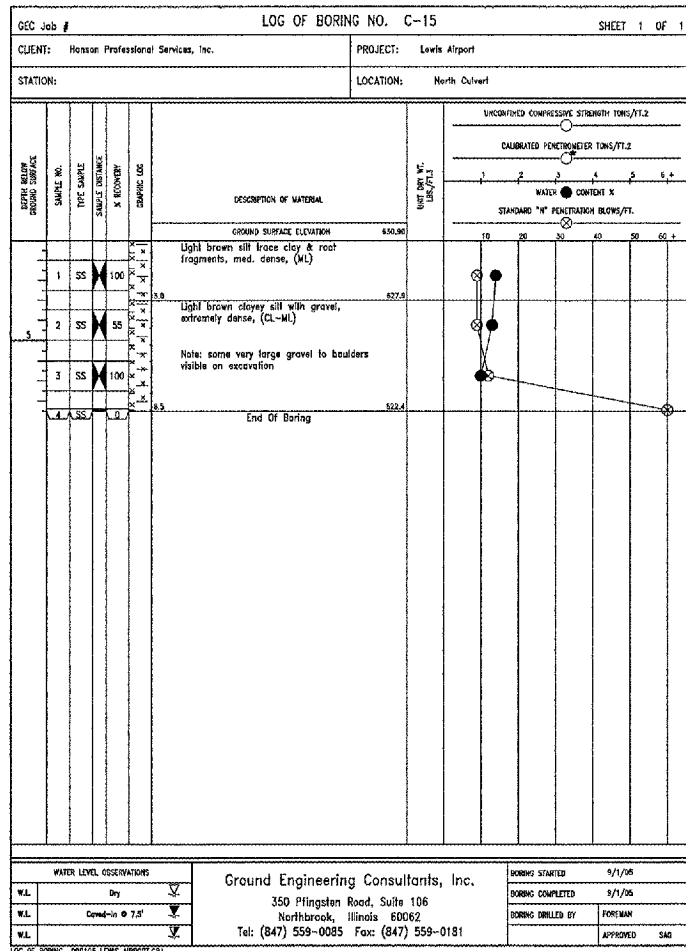 GEC Job # LOG OF BORING NO. C-15 SHEET 1 OF 1
CLIENT: Hanson Professional Services, Inc. PROJECT: Lewis Airport
STATION: LOCATION: North Culvert
DEPTH BELOW GROUND SURFACE
SAMPLE NO.
TYPE SAMPLE
SAMPLE DISTANCE
% RECOVERY
GRAPHIC LOG
DESCRIPTION OF MATERIAL
GROUND SURFACE ELEVATION 630.90
UNIT DRY WT. LBS./FT.3
UNCONFINED COMPRESSIVE STRENGTH TONS/FT.2
CALIBRATED PENETROMETER TONS/FT.2
*
1 2 3 4 5 6 +
WATER CONTENT %
STANDARD "N" PENETRATION BLOWS/FT.
10 20 30 40 50 60 +
Light brown silt trace clay & root
fragments, med. dense, (ML)
1 SS 100
3.0 627.9
Light brown clayey silt with gravel,
extremely dense, (CL-ML)
2 SS 55
5
Note: some very large gravel to boulders
visible on excavation
3 SS 100
8.5 622.4
4 SS 0
End Of Boring
WATER LEVEL OBSERVATIONS
W.L. Dry
W.L. Caved-in @ 7.5'
W.L.
Ground Engineering Consultants, Inc.
350 Pfingsten Road, Suite 106
Northbrook, Illinois 60062
Tel: (847) 559-0085 Fax: (847) 559-0181
BORING STARTED 9/1/05
BORING COMPLETED 9/1/05
BORING DRILLED BY FOREMAN
APPROVED SAG
LOG OF BORING